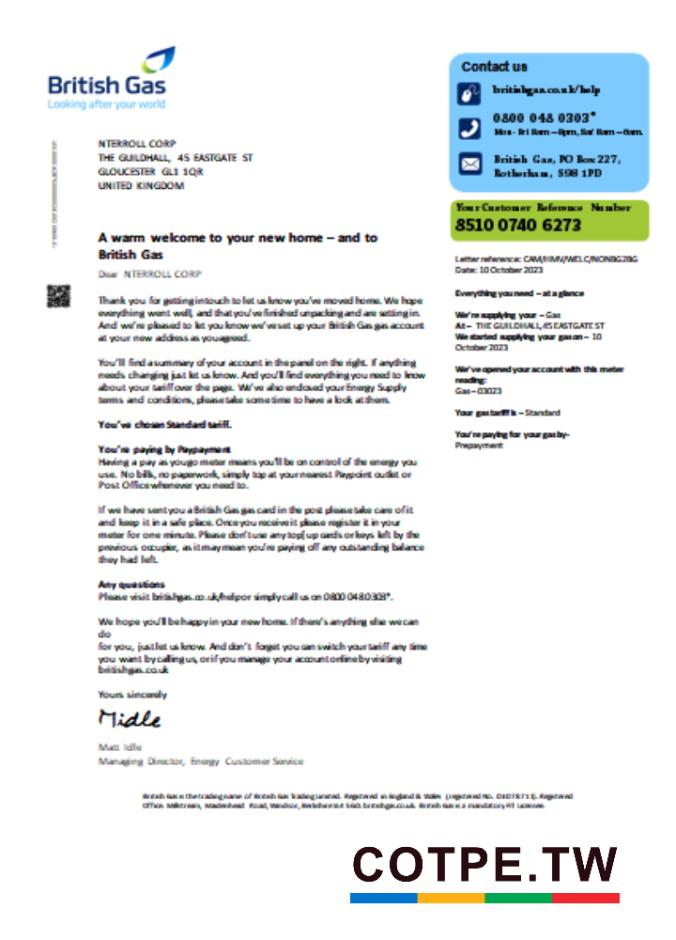 British Gas
Looking after your world
NTERROLL CORP
THE GUILDHALL, 45 EASTGATE ST
GLOUCESTER GL1 1QR
UNITED KINGDOM
A warm welcome to your new home – and to
British Gas
Dear NTERROLL CORP
Thank you for getting intouch to let us know you've moved home. We hope
everything went well, and that you've finished unpacking and are setting in.
And we're pleased to let you know we've set up your British Gas gas account
at your new address as youagreed.
You'll find a summary of your account in the panel on the right. If anything
needs changing just let us know. And you'll find everything you need to know
about your tariff over the page. We've also enclosed your Energy Supply
terms and conditions, please take some time to have a look at them.
You've chosen Standard tariff.
You're paying by Paypayment
Having a pay as yougo meter means you'll be on control of the energy you
use. No bills, no paperwork, simply top at your nearest Paypoint outlet or
Post Office whenever you need to.
If we have sent you a British Gas gas card in the post please take care of it
and keep it in a safe place. Once you receive it please register it in your
meter for one minute. Please don't use any top[up cards or keys left by the
previous occupier, as it may mean you're paying off any outstanding balance
they had left.
Any questions
Please visit britishgas.co.uk/help or simply call us on 0800 048 0303*.
We hope you'll be happy in your new home. If there's anything else we can
do
for you, just let us know. And don't forget you can switch your tariff any time
you want by calling us, or if you manage your account online by visiting
britishgas.co.uk
Yours sincerely
Midle
Matt Idle
Managing Director, Energy Customer Service
Contact us
britishgas.co.uk/help
0800 048 0303*
Mon - Fri 8am – 8pm, Sat 8am – 6pm.
British Gas, PO Box 227,
Rotherham, S98 1PD
Your Customer Reference Number
8510 0740 6273
Letter reference: CAM/HMV/WELC/NONBG2BG
Date: 10 October 2023
Everything you need – at a glance
We're supplying your – Gas
At – THE GUILDHALL, 45 EASTGATE ST
We started supplying gas on – 10
October 2023
We've opened your account with this meter
reading:
Gas – 03023
Your gas tariff is – Standard
You're paying for your gas by-
Prepayment
British Gas is the trading name of British Gas Trading Limited. Registered in England & Wales (registered No. 03078711). Registered
Office: Millstream, Maidenhead Road, Windsor, Berkshire SL4 5GD. britishgas.co.uk. British Gas is a mandatory FIT Licensee.
COTPE.TW